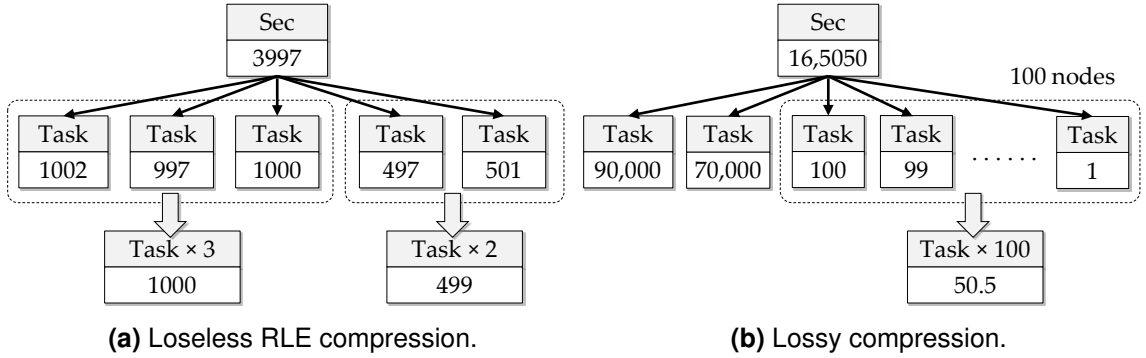 Sec
3997
Task
1002
Task
997
Task
1000
Task
497
Task
501
Task × 3
1000
Task × 2
499
(a) Loseless RLE compression.
Sec
16,5050
100 nodes
Task
90,000
Task
70,000
Task
100
Task
99
. . . . . .
Task
1
Task × 100
50.5
(b) Lossy compression.